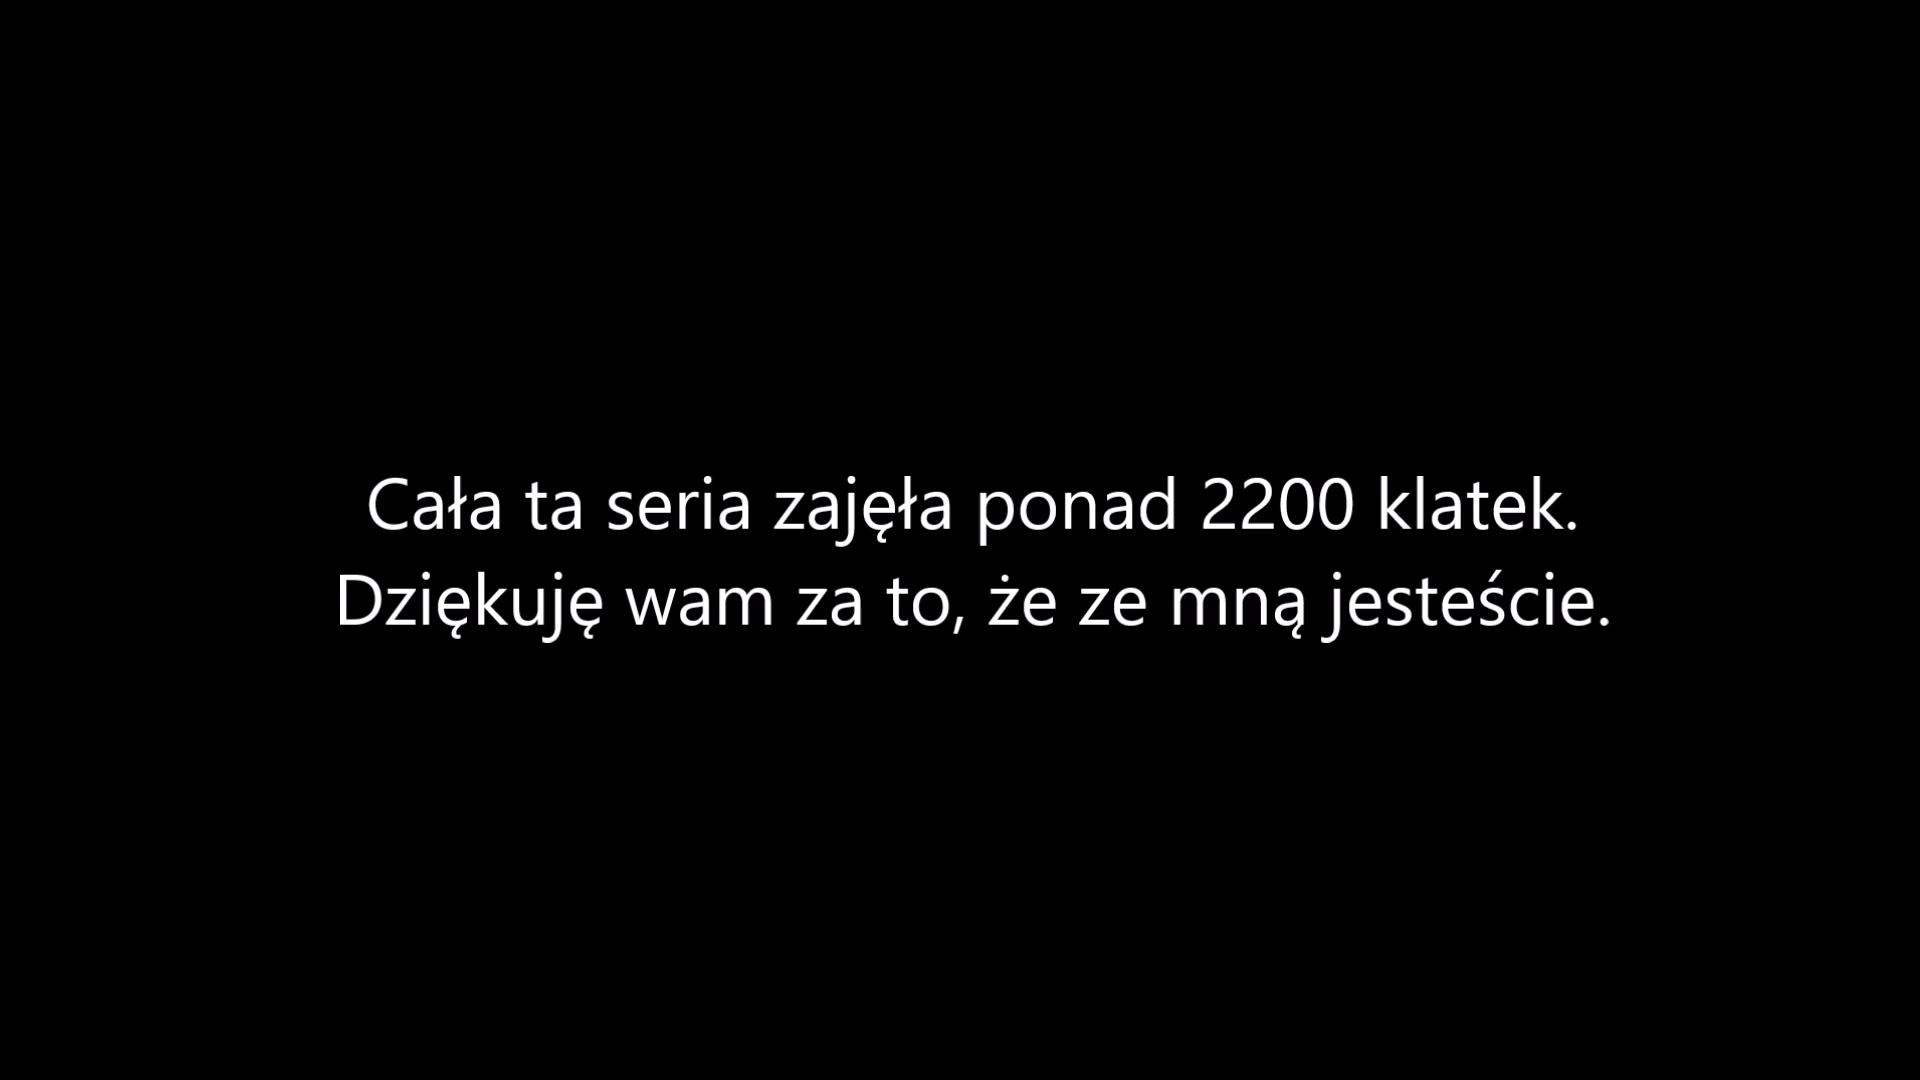 Cała ta seria zajęła ponad 2200 klatek.
Dziękuję wam za to, że ze mną jesteście.